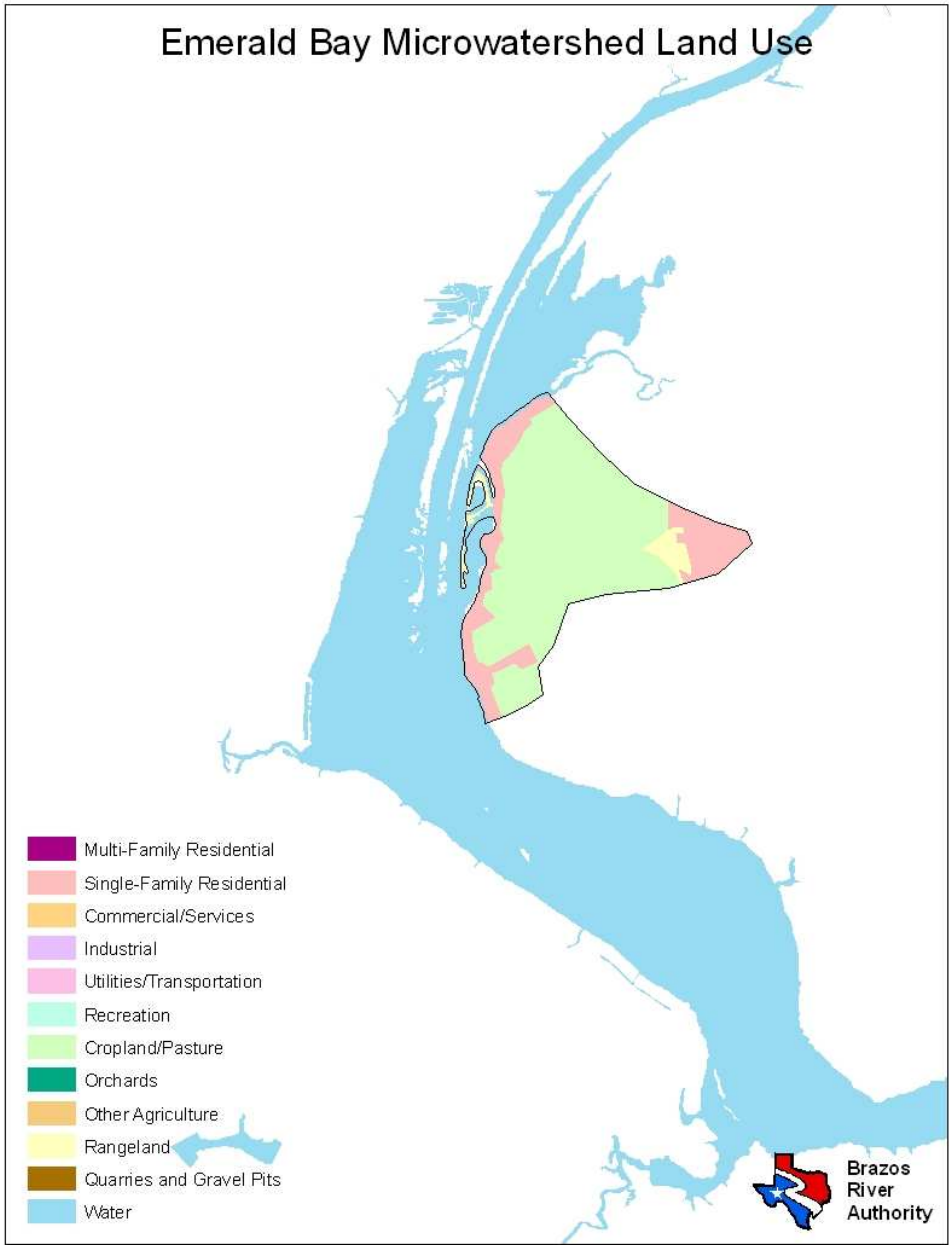 Emerald Bay Microwatershed Land Use
Multi-Family Residential
Single-Family Residential
Commercial/Services
Industrial
Utilities/Transportation
Recreation
Cropland/Pasture
Orchards
Other Agriculture
Rangeland
Quarries and Gravel Pits
Water
Brazos
River
Authority